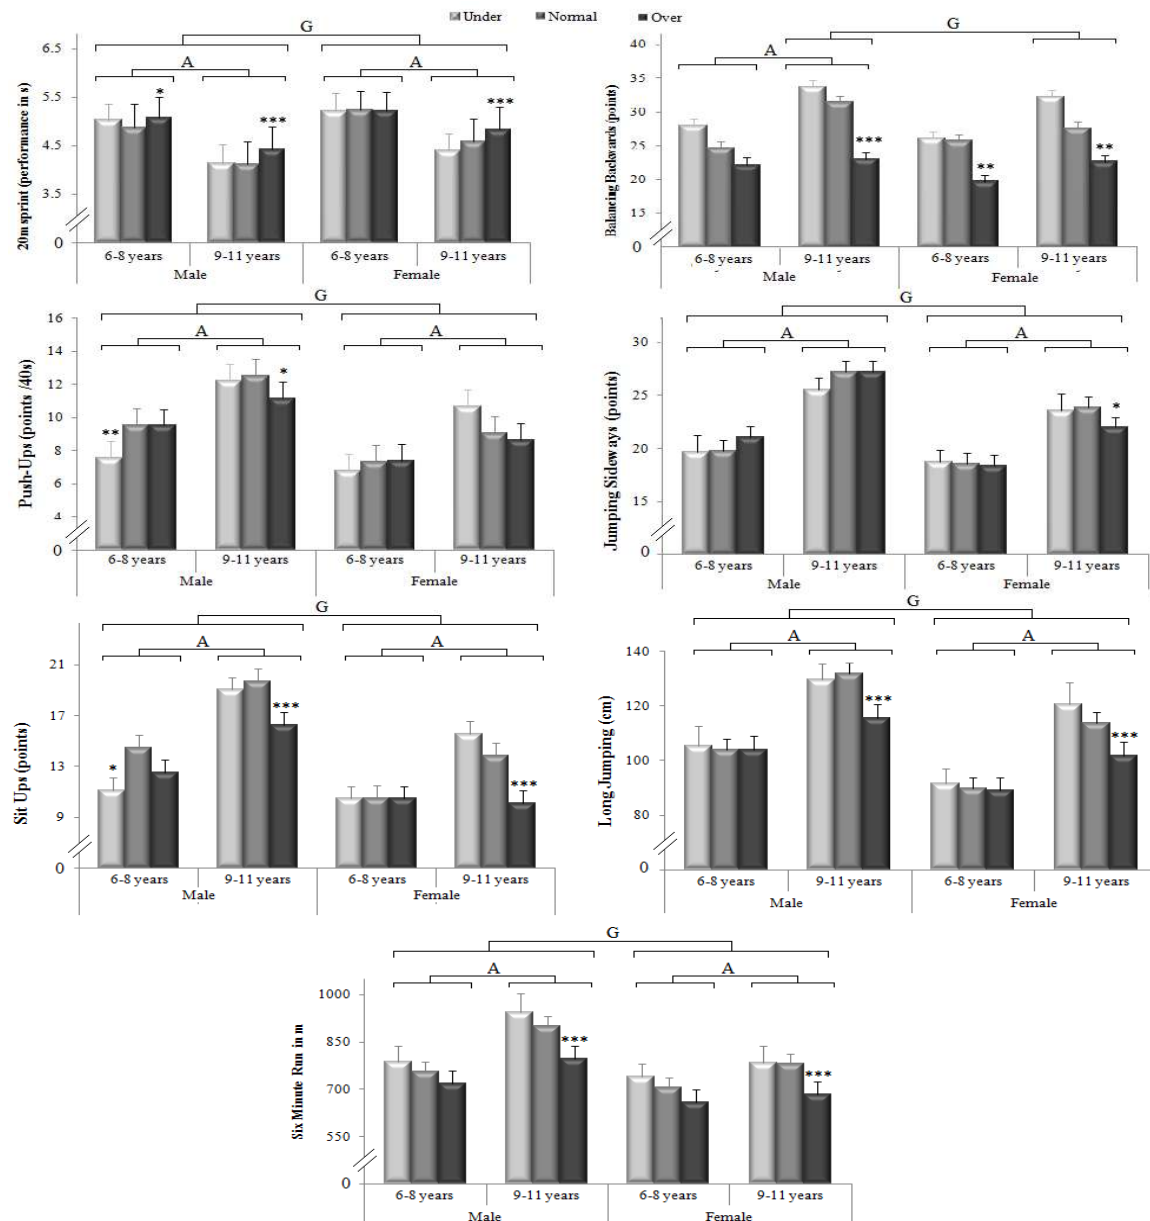 Under Normal Over
G
6.5
A A
*
***
***
5.5
4.5
3.5
0
20m sprint (performance in s)
6-8 years 9-11 years 6-8 years 9-11 years
Male Female
G
40
A
35
***
**
**
30
25
20
15
0
Balancing Backwards (points)
6-8 years 9-11 years 6-8 years 9-11 years
Male Female
G
16
A A
14
12
*
10
**
8
6
4
0
Push-Ups (points /40s)
6-8 years 9-11 years 6-8 years 9-11 years
Male Female
G
A A
30
25
*
20
15
0
Jumping Sideways (points)
6-8 years 9-11 years 6-8 years 9-11 years
Male Female
G
A A
21
17
***
13
*
***
9
0
Sit Ups (points)
6-8 years 9-11 years 6-8 years 9-11 years
Male Female
G
A A
140
120
***
***
100
80
0
Long Jumping (cm)
6-8 years 9-11 years 6-8 years 9-11 years
Male Female
G
A A
1000
850
***
***
700
550
0
Six Minute Run in m
6-8 years 9-11 years 6-8 years 9-11 years
Male Female